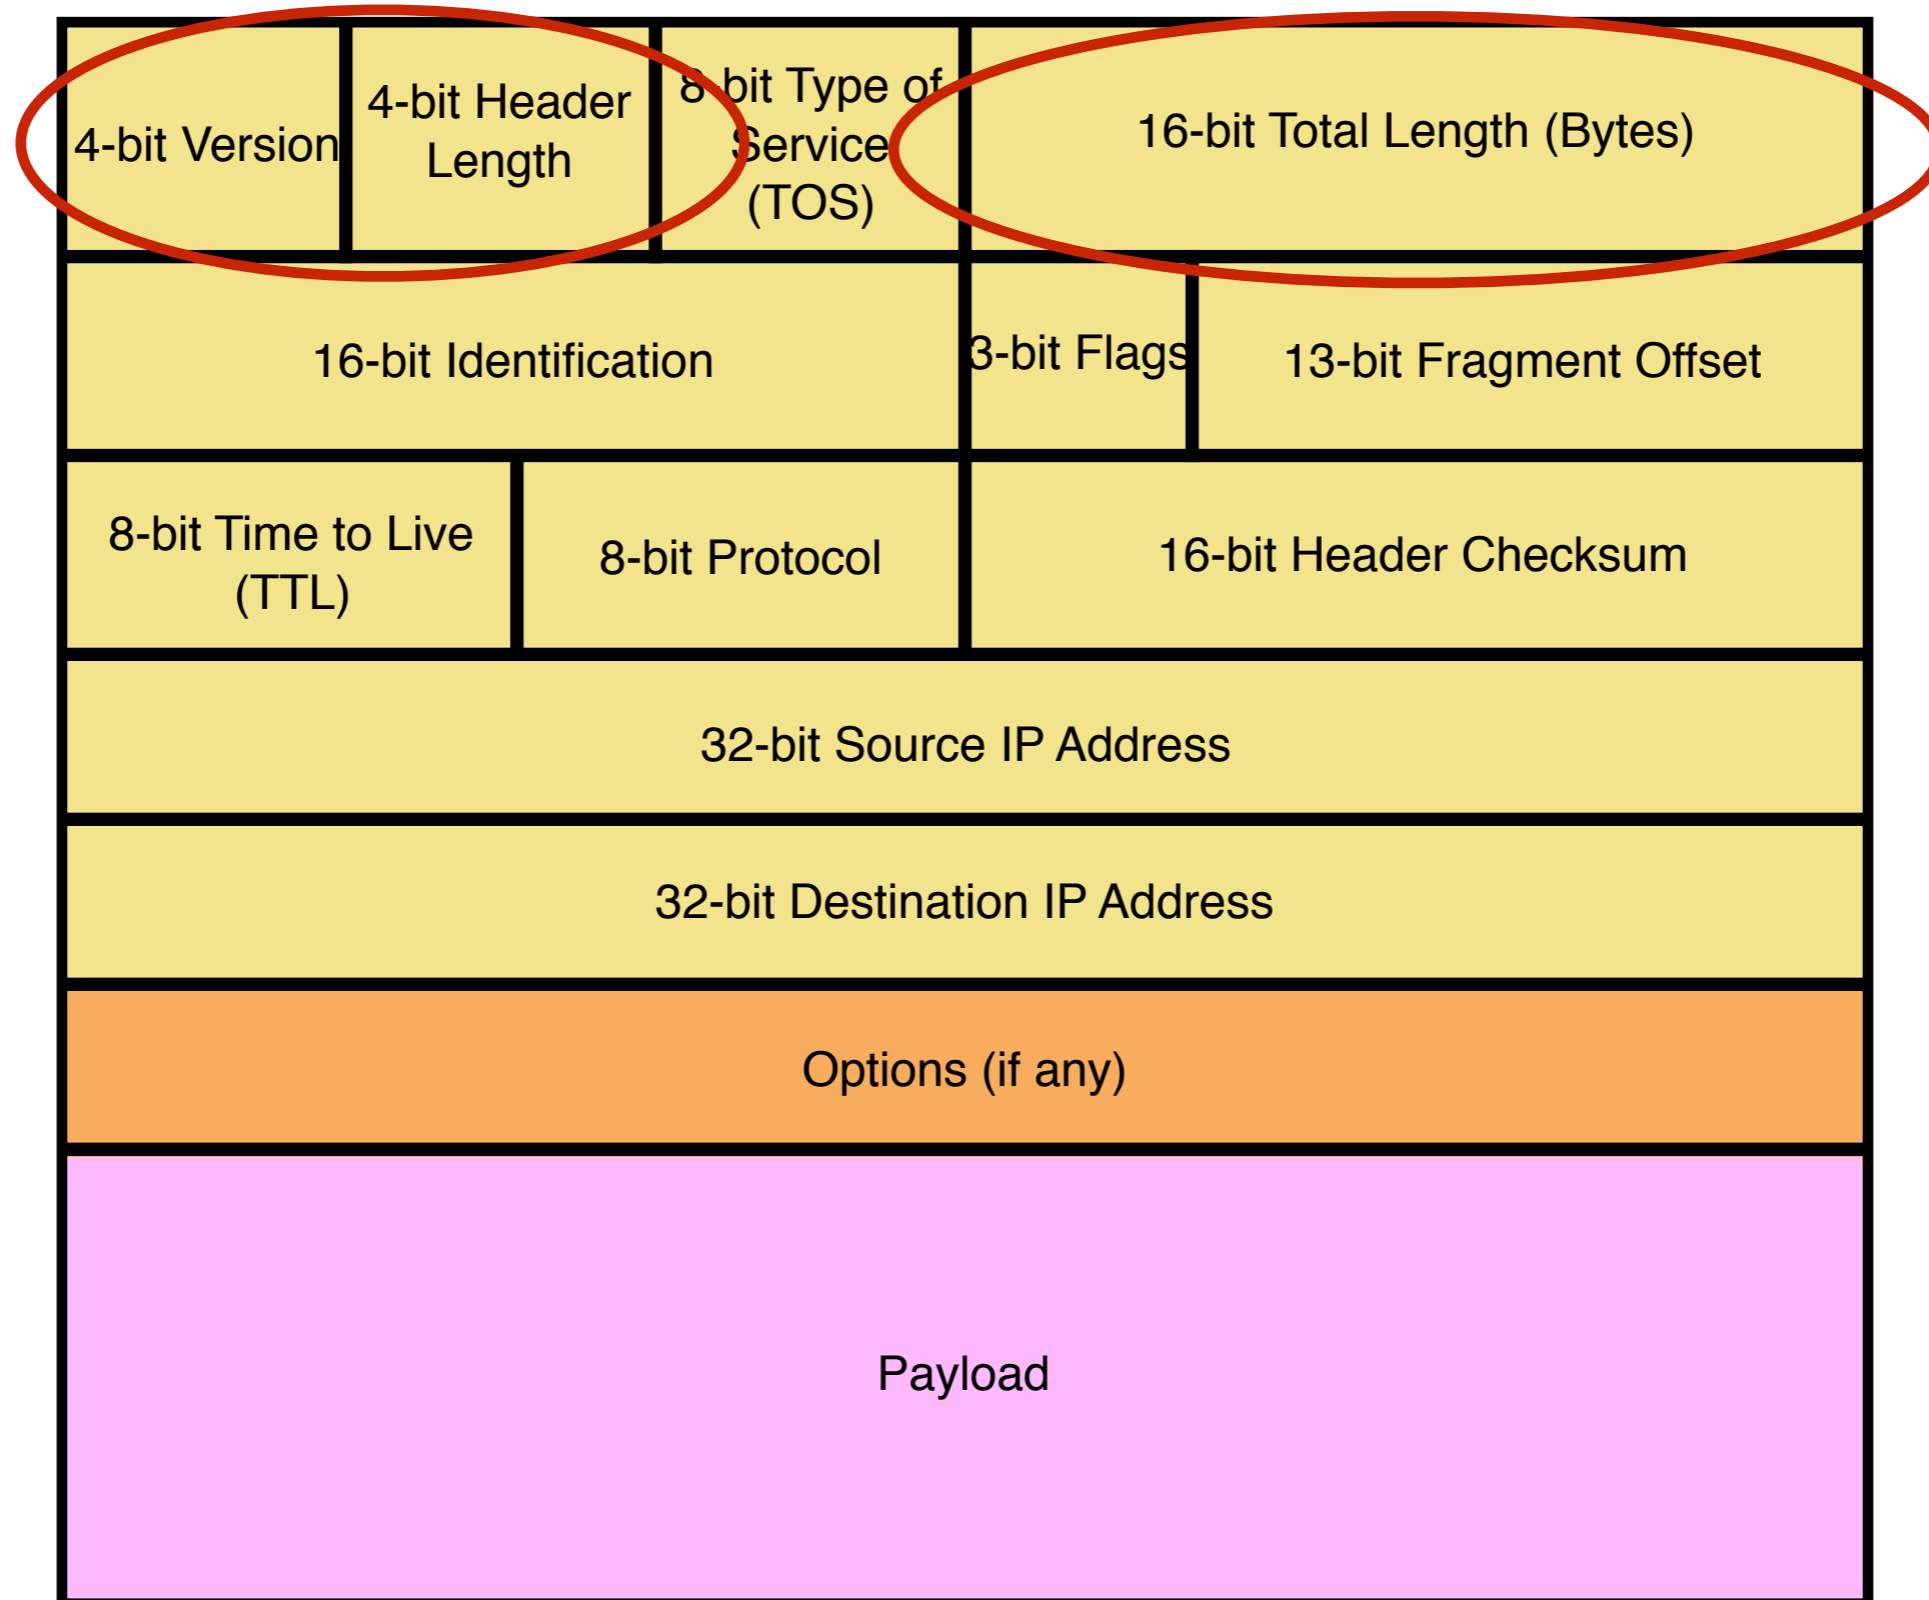 4-bit Version
4-bit Header
Length
8-bit Type of
Service
(TOS)
16-bit Total Length (Bytes)
16-bit Identification
3-bit Flags
13-bit Fragment Offset
8-bit Time to Live
(TTL)
8-bit Protocol
16-bit Header Checksum
32-bit Source IP Address
32-bit Destination IP Address
Options (if any)
Payload